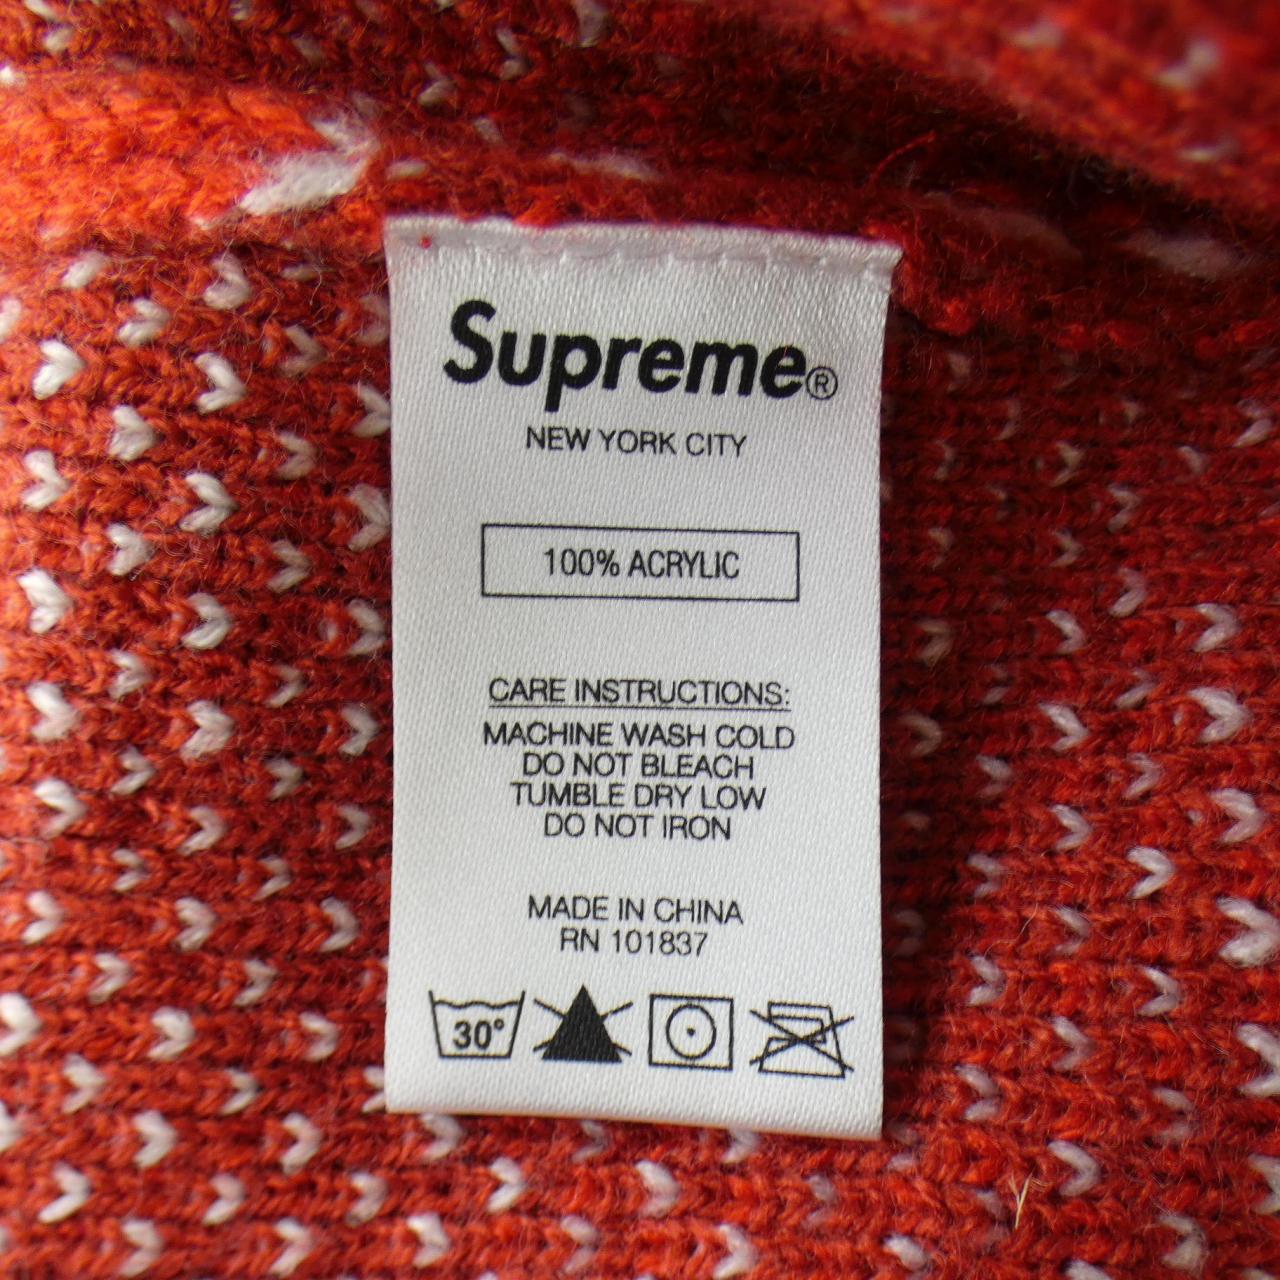 Supreme®
NEW YORK CITY
100% ACRYLIC
CARE INSTRUCTIONS:
MACHINE WASH COLD
DO NOT BLEACH
TUMBLE DRY LOW
DO NOT IRON
MADE IN CHINA
RN 101837
30°